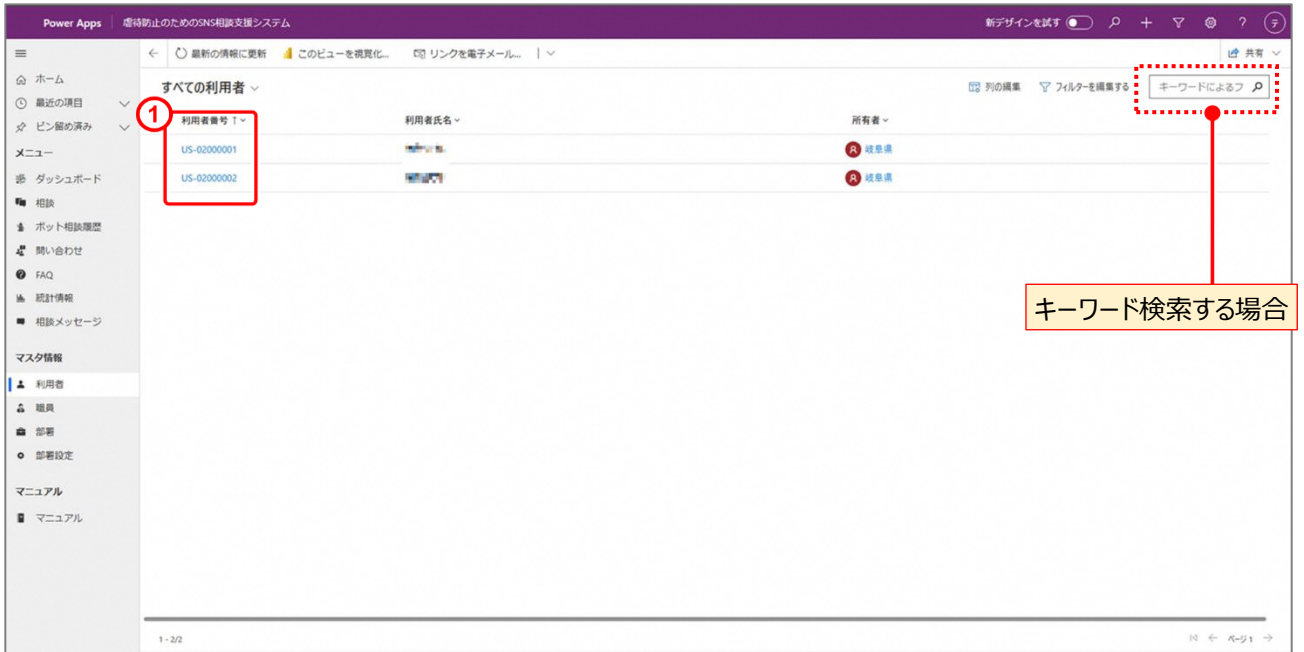 Power Apps 虐待防止のためのSNS相談支援システム 新デザインを試す
最新の情報に更新 このビューを視覚化... リンクを電子メール... 共有
ホーム
最近の項目
ピン留め済み
メニュー
ダッシュボード
相談
ボット相談履歴
問い合わせ
FAQ
統計情報
相談メッセージ
マスタ情報
利用者
職員
部署
部署設定
マニュアル
マニュアル
すべての利用者 列の編集 フィルターを編集する キーワードによるフ
①
利用者番号 ↑ 利用者氏名 所有者
US-02000001 R 岐阜県
US-02000002 R 岐阜県
キーワード検索する場合
1 - 2/2 ページ 1